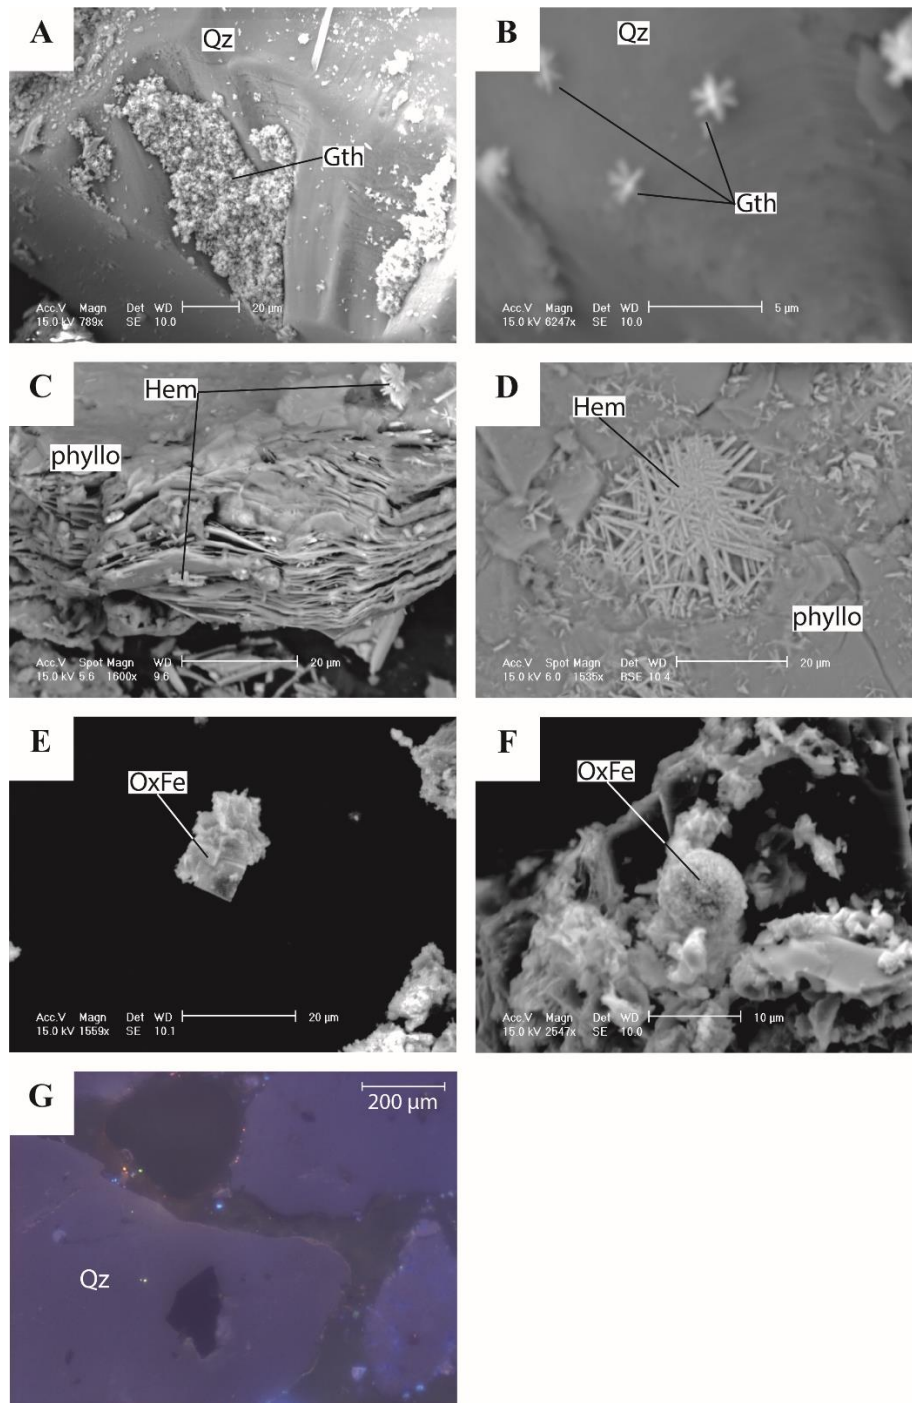 A
Qz
Gth
Acc.V Magn Det WD
15.0 kV 789x SE 10.0
20 µm
B
Qz
Gth
Acc.V Magn Det WD
15.0 kV 6247x SE 10.0
5 µm
C
Hem
phyllo
Acc.V Spot Magn WD
15.0 kV 5.6 1600x 9.6
20 µm
D
Hem
phyllo
Acc.V Spot Magn Det WD
15.0 kV 6.0 1535x BSE 10.4
20 µm
E
OxFe
Acc.V Magn Det WD
15.0 kV 1559x SE 10.1
20 µm
F
OxFe
Acc.V Magn Det WD
15.0 kV 2547x SE 10.0
10 µm
G
200 µm
Qz